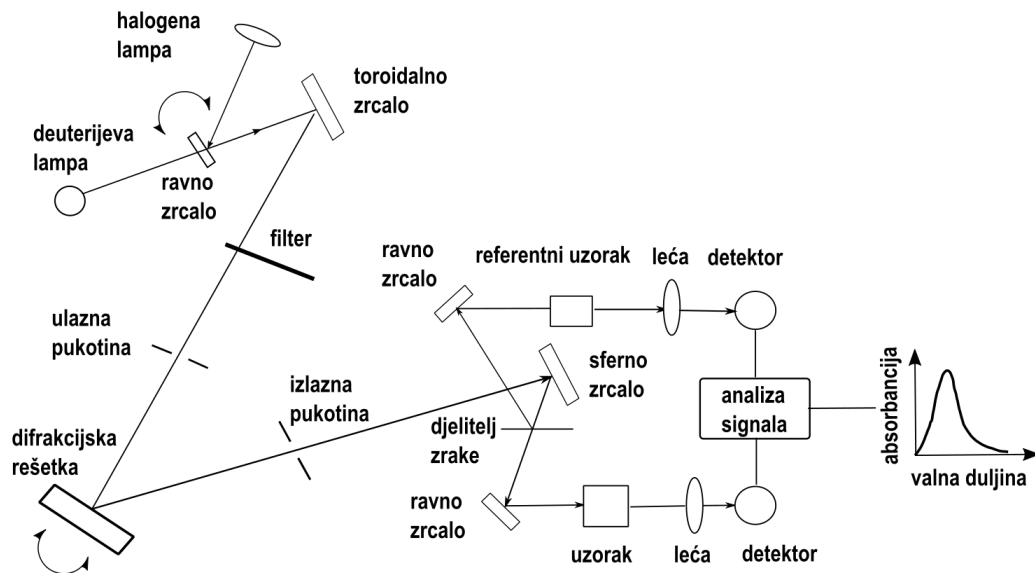 halogena
lampa
toroidalno
zrcalo
deuterijeva
lampa
ravno
zrcalo
filter
ravno
zrcalo
referentni uzorak
leća
detektor
ulazna
pukotina
izlazna
pukotina
sferno
zrcalo
analiza
signala
absorbancija
valna duljina
difrakcijska
rešetka
djelitelj
zrake
ravno
zrcalo
uzorak
leća
detektor